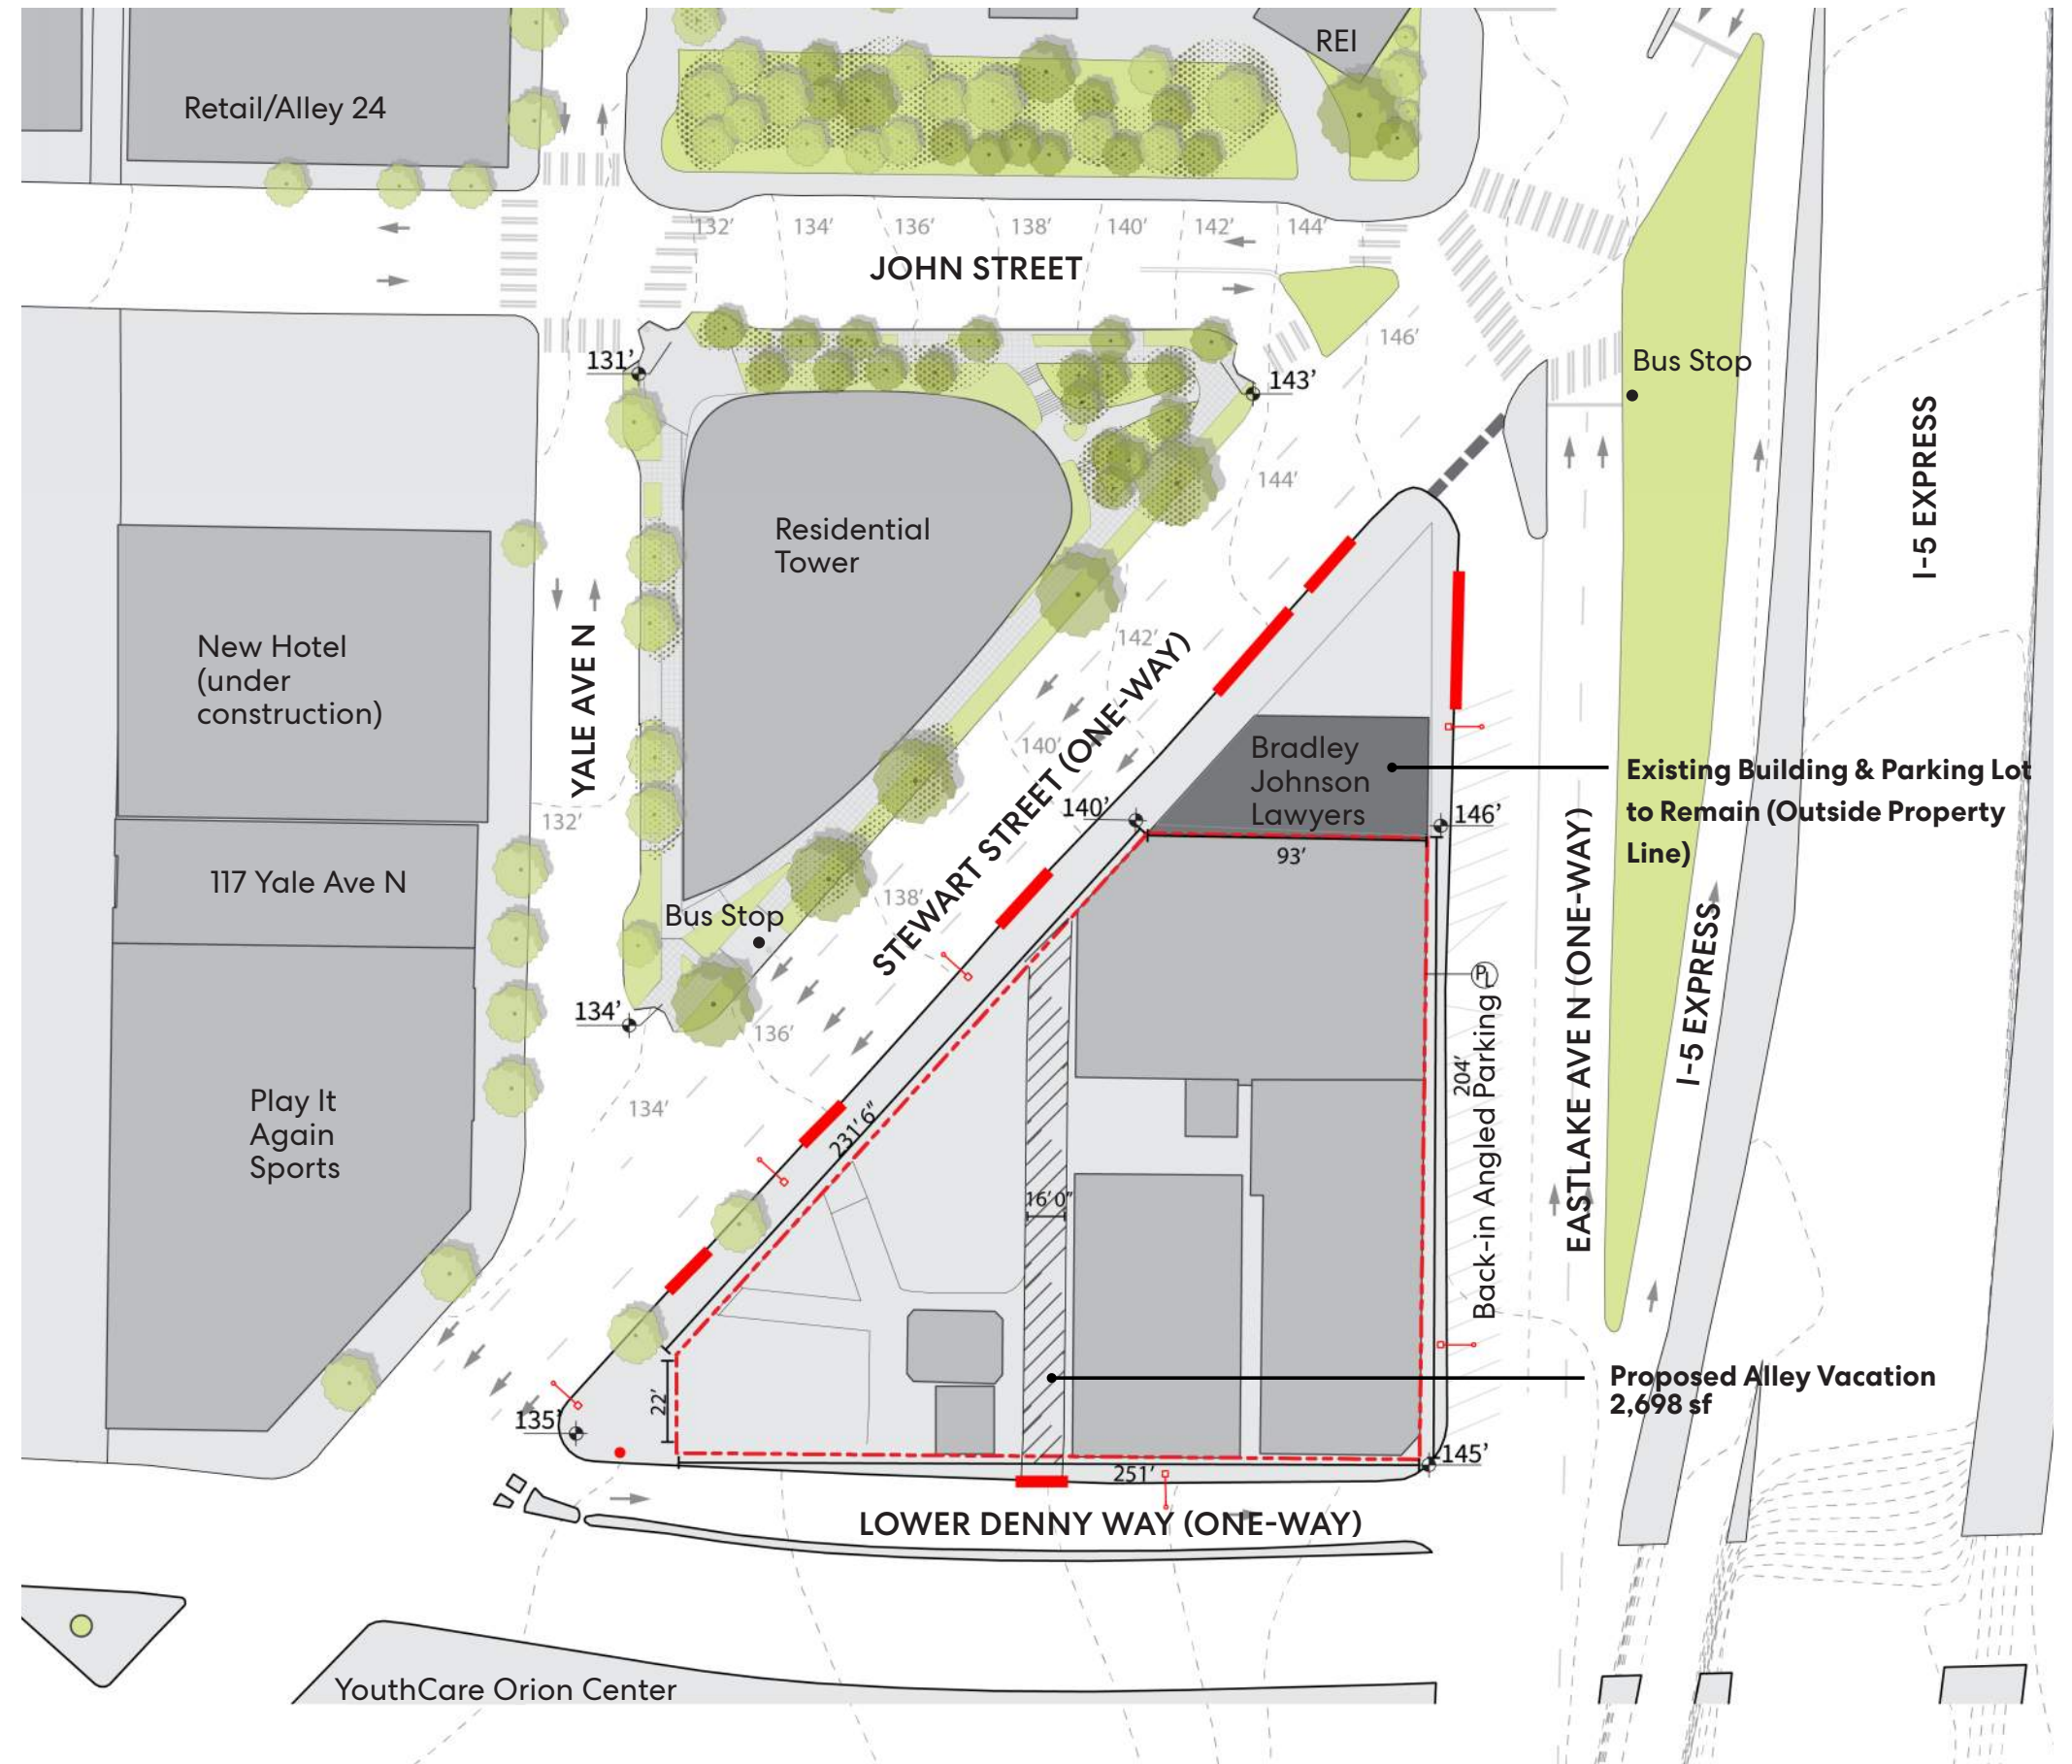 REI
Retail/Alley 24
132'
134'
136'
138'
140'
142'
144'
JOHN STREET
146'
131'
143'
Bus Stop
144'
I-5 EXPRESS
Residential
Tower
New Hotel
(under
construction)
YALE AVE N
142'
STEWART STREET (ONE-WAY)
140'
Bradley
Johnson
Lawyers
Existing Building & Parking Lot
to Remain (Outside Property
Line)
132'
140'
146'
93'
117 Yale Ave N
138'
Bus Stop
EASTLAKE AVE N (ONE-WAY)
I-5 EXPRESS
PL
134'
136'
204'
Back-in Angled Parking
Play It
Again
Sports
134'
231' 6"
16' 0"
22'
Proposed Alley Vacation
2,698 sf
135'
145'
251'
LOWER DENNY WAY (ONE-WAY)
YouthCare Orion Center